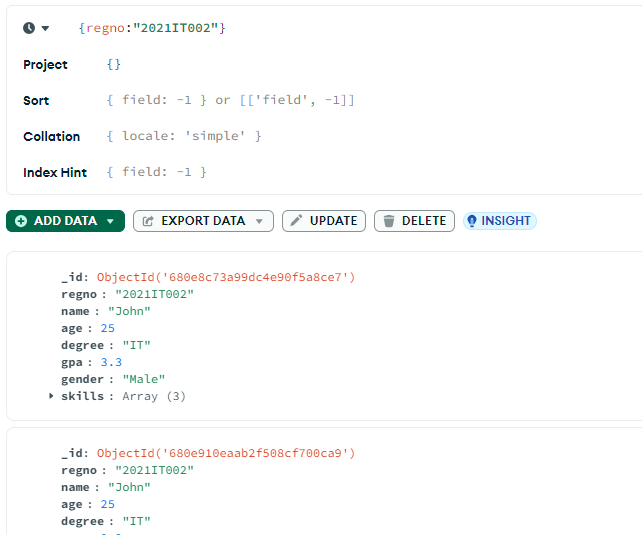 {regno:"2021IT002"}
Project {}
Sort { field: -1 } or [['field', -1]]
Collation { locale: 'simple' }
Index Hint { field: -1 }
ADD DATA EXPORT DATA UPDATE DELETE INSIGHT
_id: ObjectId('680e8c73a99dc4e90f5a8ce7')
regno : "2021IT002"
name : "John"
age : 25
degree : "IT"
gpa : 3.3
gender : "Male"
skills : Array (3)
_id: ObjectId('680e910eaab2f508cf700ca9')
regno : "2021IT002"
name : "John"
age : 25
degree : "IT"